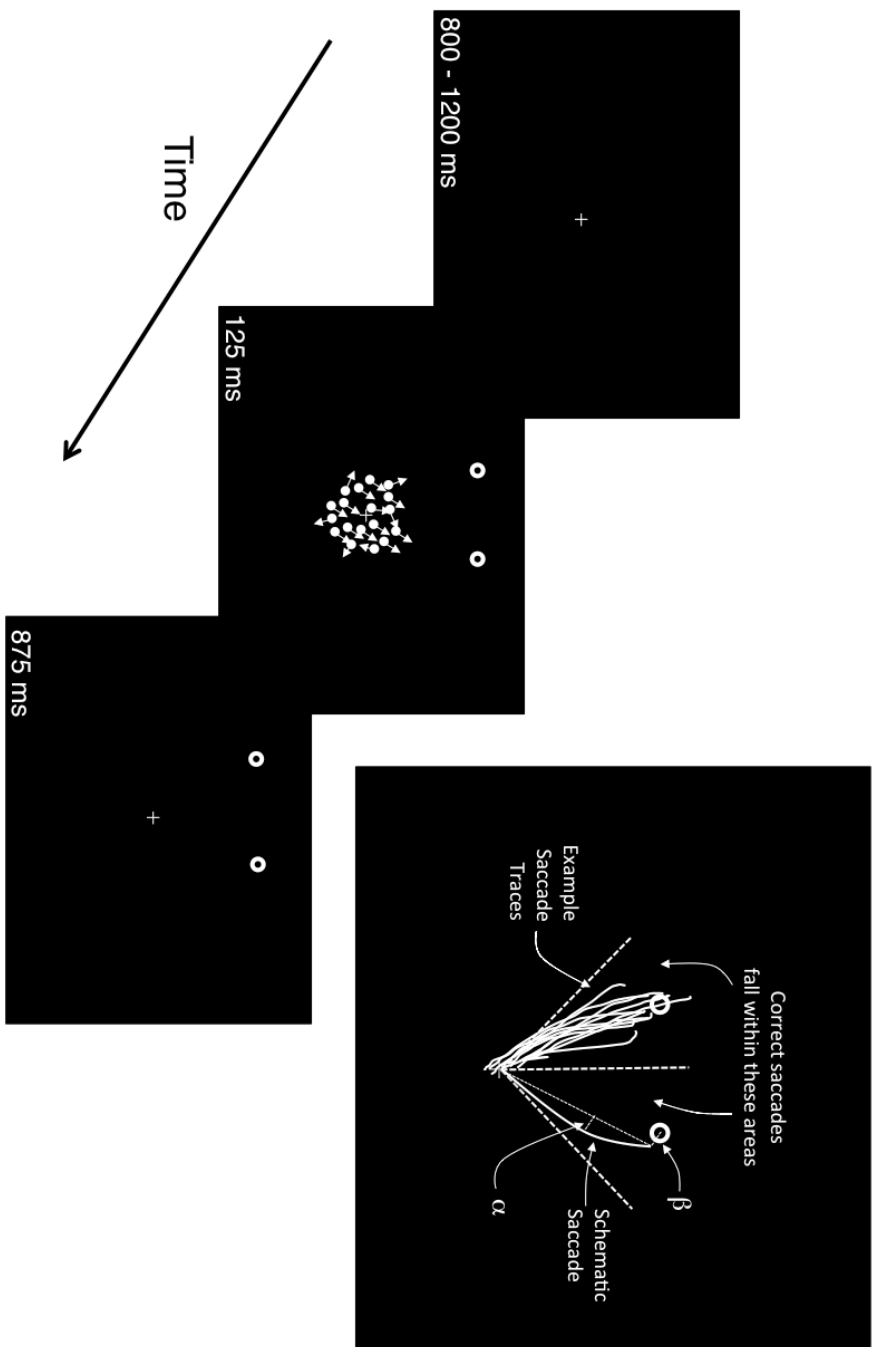 800 - 1200 ms
125 ms
875 ms
Time
Correct saccades
fall within these areas
Example
Saccade
Traces
β
α
Schematic
Saccade